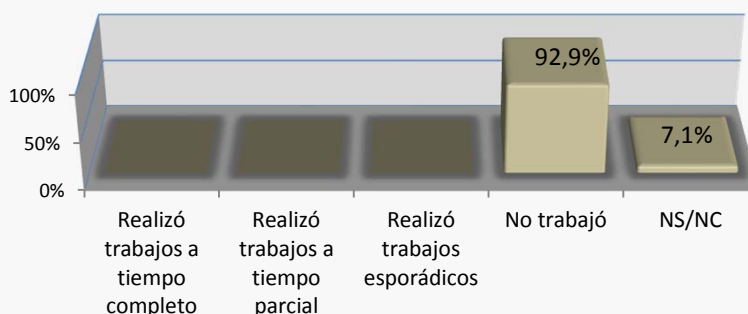 92,9%
7,1%
100%
50%
0%
Realizó
trabajos a
tiempo
completo
Realizó
trabajos a
tiempo
parcial
Realizó
trabajos
esporádicos
No trabajó
NS/NC